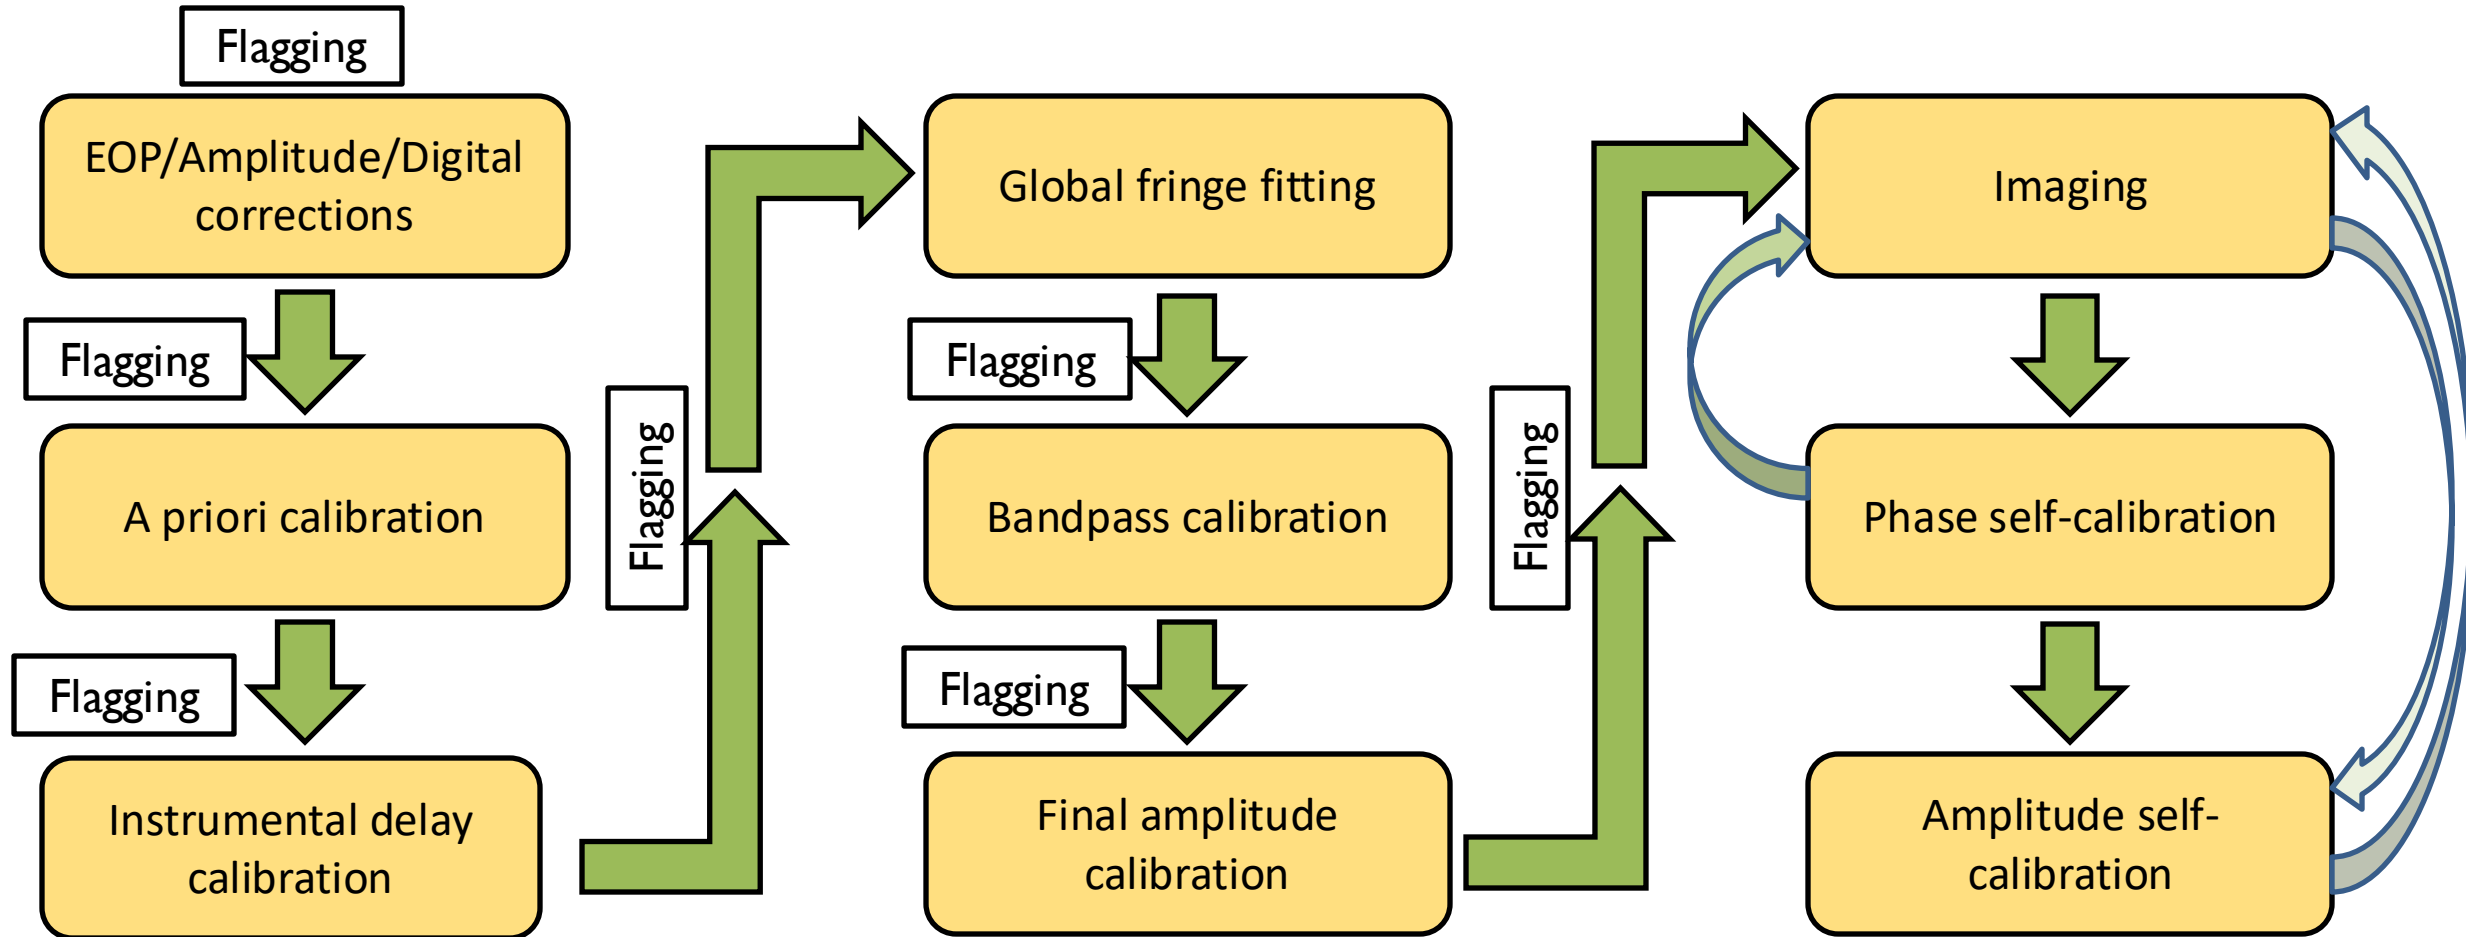 Flagging
EOP/Amplitude/Digital
corrections
Flagging
A priori calibration
Flagging
Instrumental delay
calibration
Flagging
Global fringe fitting
Flagging
Bandpass calibration
Flagging
Final amplitude
calibration
Flagging
Imaging
Phase self-calibration
Amplitude self-
calibration